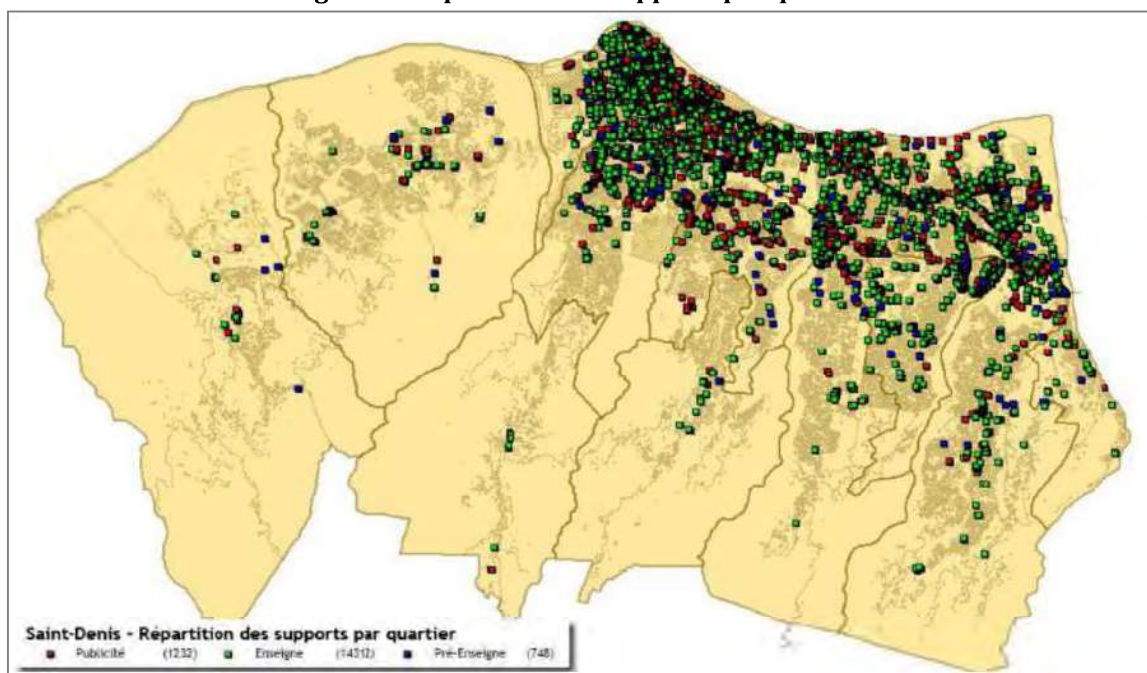 Saint-Denis - Répartition des supports par quartier
Publicité (1232) Enseigne (14312) Pré-Enseigne (748)